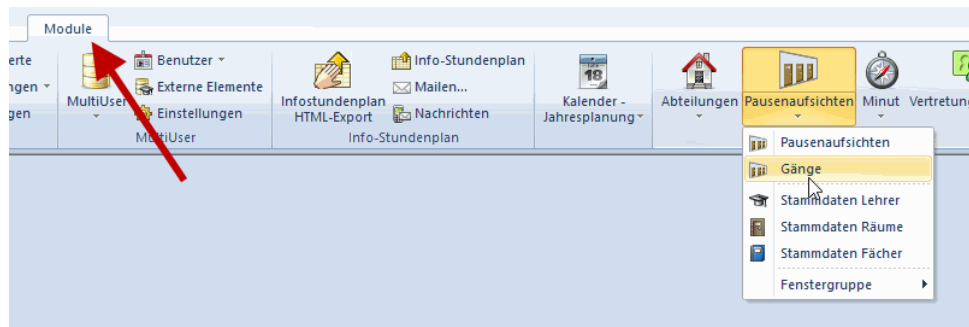 Module
erte
ngen
gen
MultiUser
Benutzer
Externe Elemente
Einstellungen
MultiUser
Infostundenplan
HTML-Export
Info-Stundenplan
Mailen...
Nachrichten
Info-Stundenplan
18
Kalender -
Jahresplanung
Abteilungen
Pausenaufsichten
Minut
Vertretung
Pausenaufsichten
Gänge
Stammdaten Lehrer
Stammdaten Räume
Stammdaten Fächer
Fenstergruppe